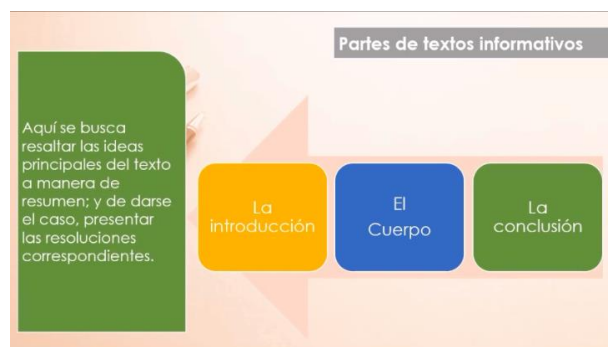 Partes de textos informativos
Aquí se busca
resaltar las ideas
principales del texto
a manera de
resumen; y de darse
el caso, presentar
las resoluciones
correspondientes.
La
introducción
El
Cuerpo
La
conclusión